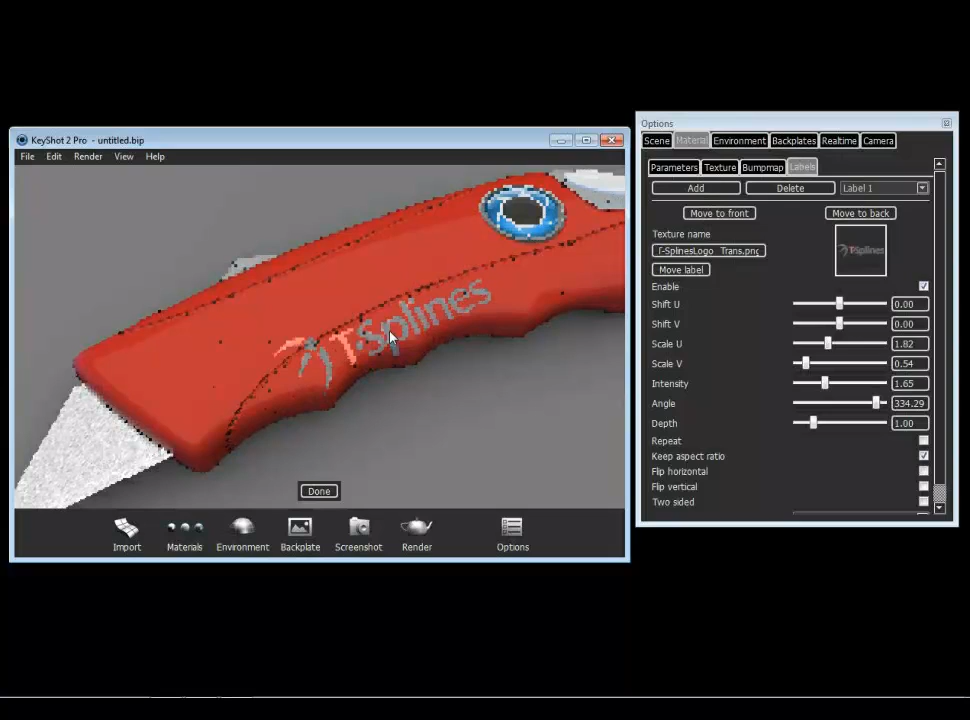 KeyShot 2 Pro - untitled.bip
File Edit Render View Help
T-Splines
Done
Import Materials Environment Backplate Screenshot Render Options
Options
Scene Material Environment Backplates Realtime Camera
Parameters Texture Bumpmap Labels
Add Delete Label 1
Move to front Move to back
Texture name
T-SplinesLogo Trans.png
T-Splines
Move label
Enable
Shift U 0.00
Shift V 0.00
Scale U 1.82
Scale V 0.54
Intensity 1.65
Angle 334.29
Depth 1.00
Repeat
Keep aspect ratio
Flip horizontal
Flip vertical
Two sided